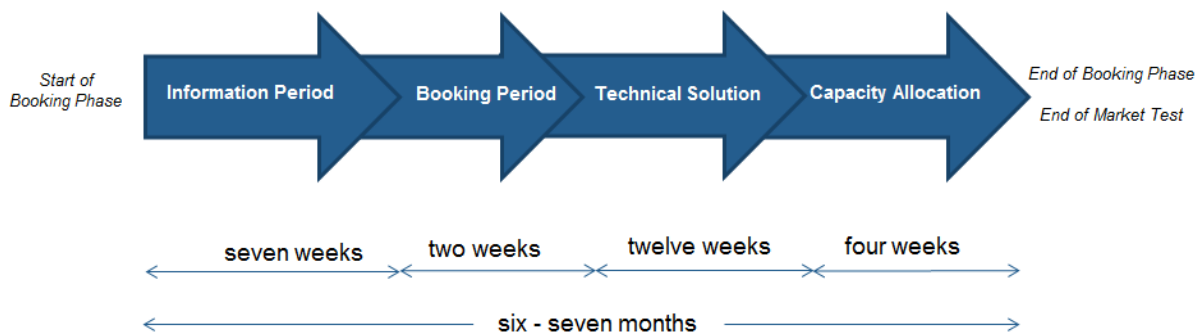 Start of
Booking Phase
Information Period
Booking Period
Technical Solution
Capacity Allocation
End of Booking Phase
End of Market Test
seven weeks
two weeks
twelve weeks
four weeks
six - seven months